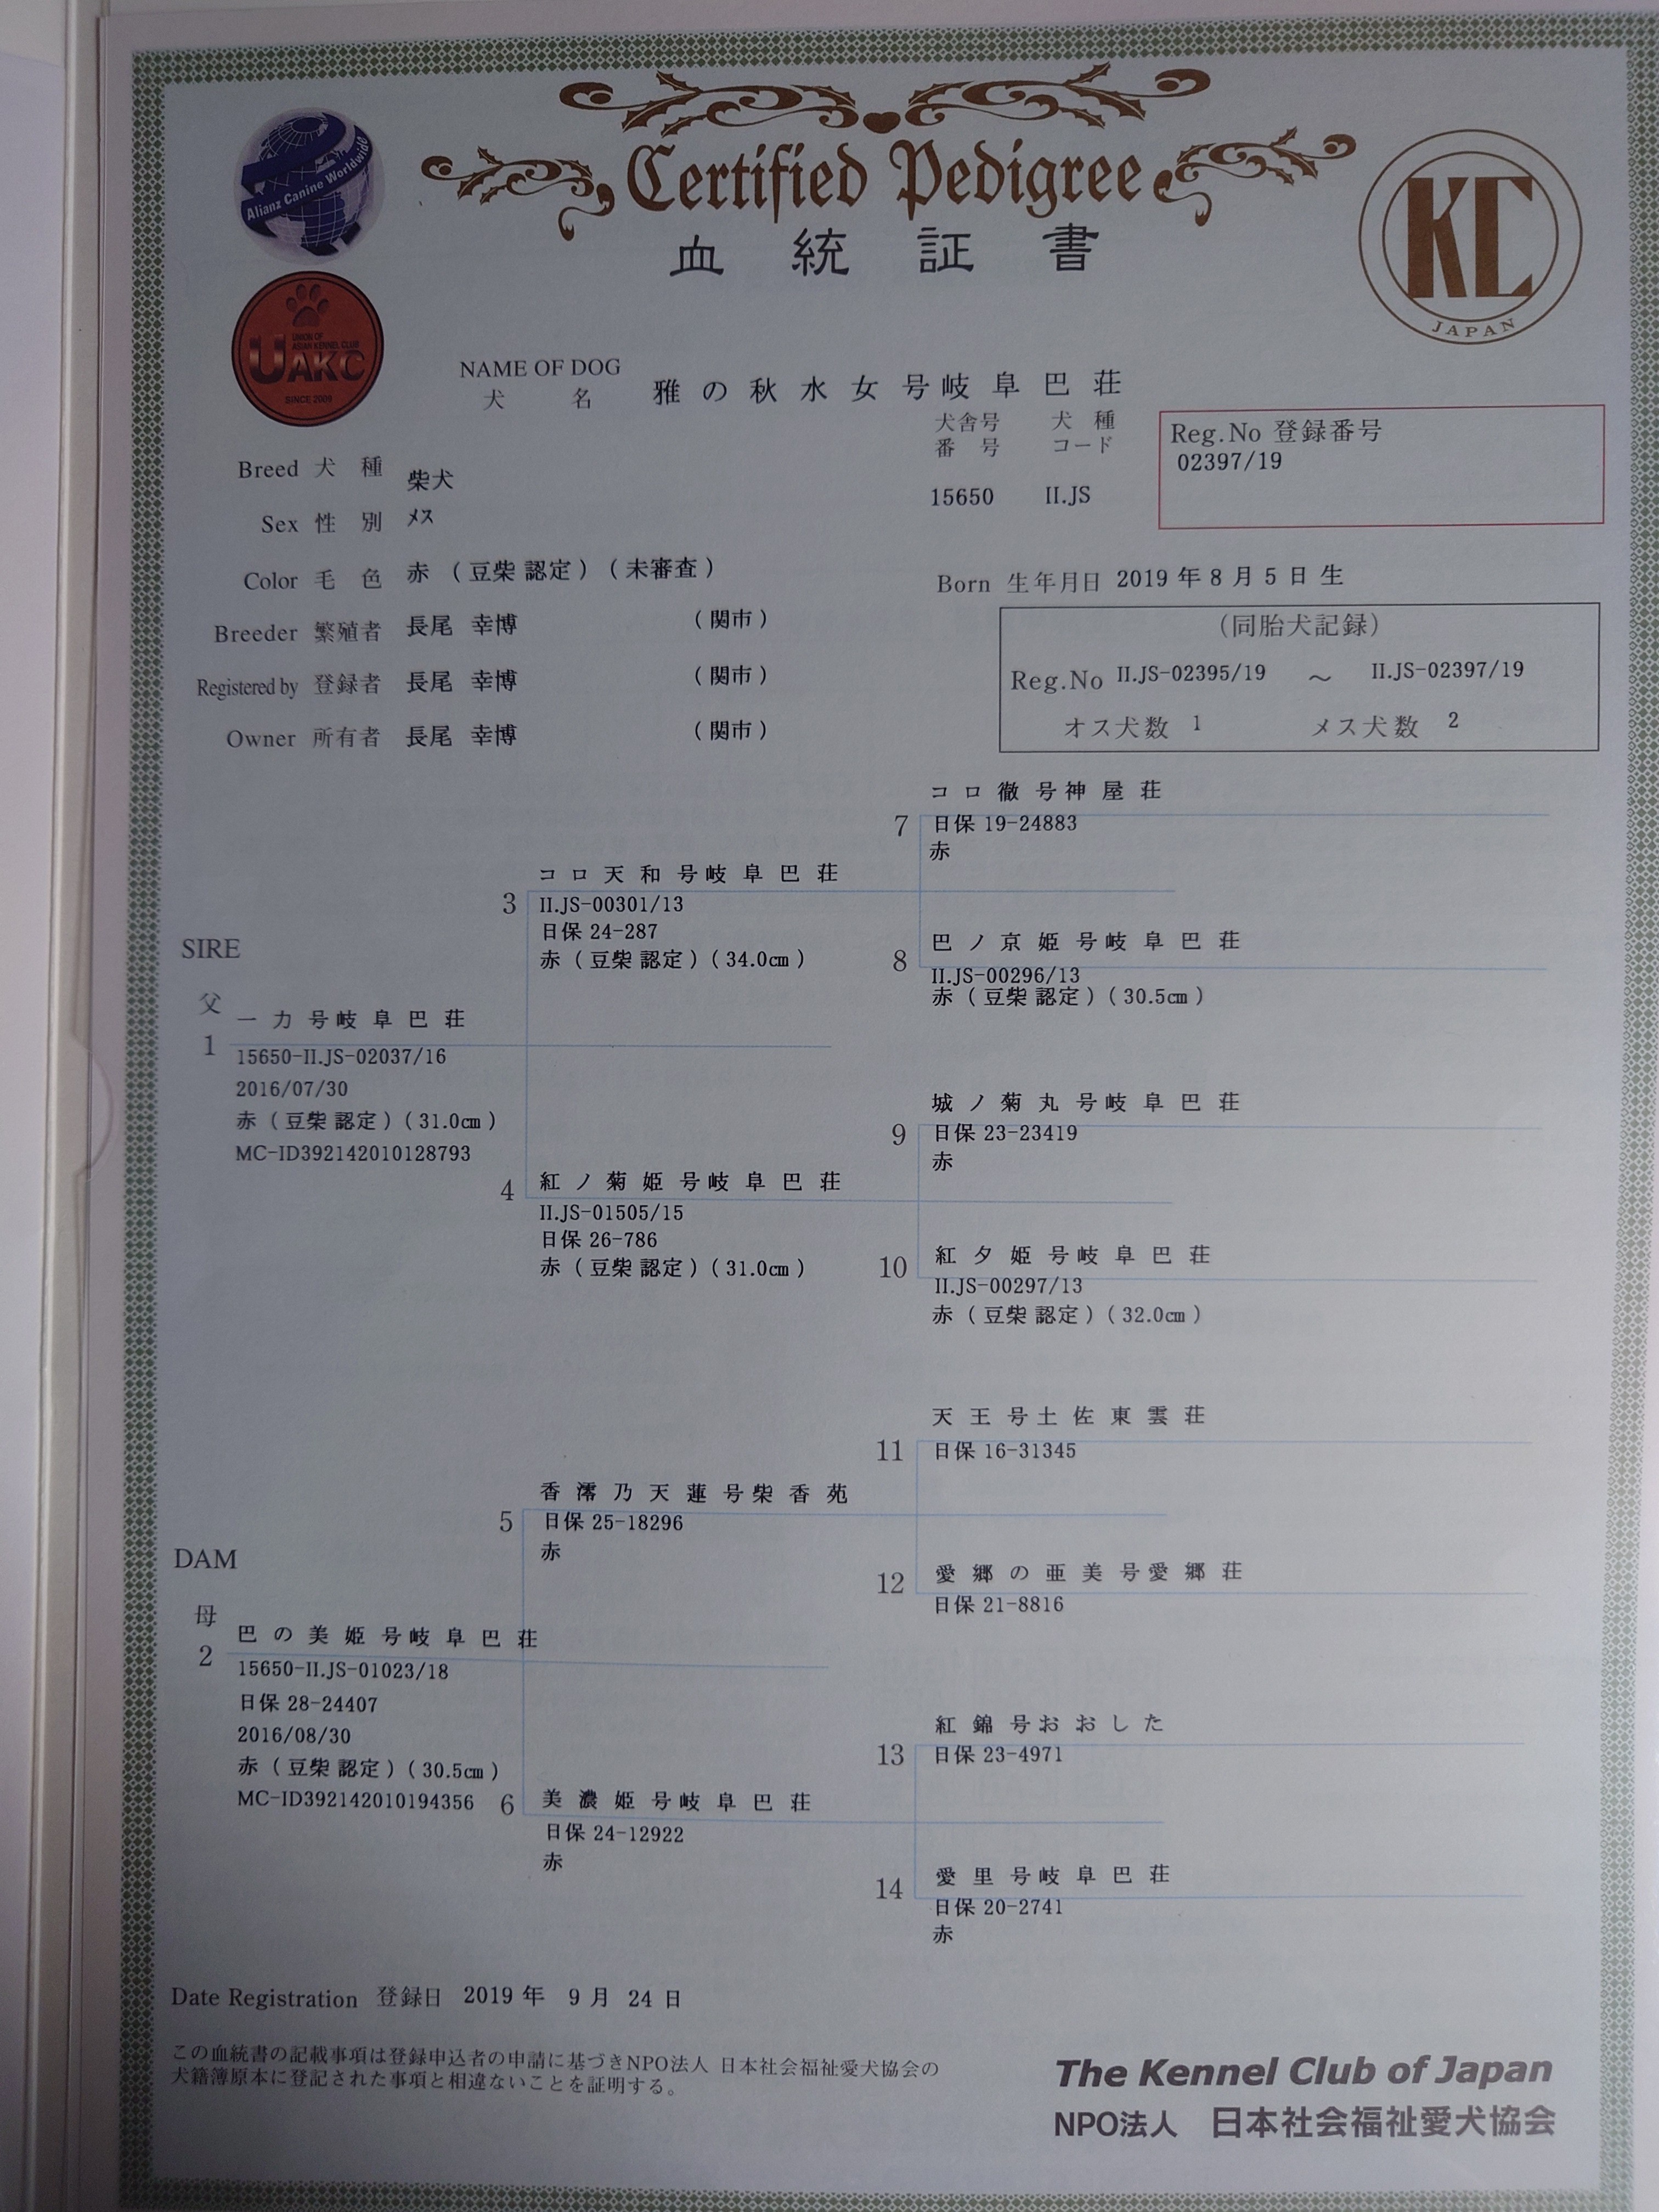 Alianz Canine Worldwide
Certified Pedigree
血統証書
KC
JAPAN
UNION OF
ASIAN KENNEL CLUB
UAKC
SINCE 2009
NAME OF DOG
犬名 雅の秋水女号岐阜巴荘
犬舎号 犬種
番号 コード
15650 II.JS
Reg.No 登録番号
02397/19
Breed 犬種 柴犬
Sex 性別 メス
Color 毛色 赤 (豆柴 認定) (未審査)
Born 生年月日 2019年8月5日生
Breeder 繁殖者 長尾 幸博 (関市)
Registered by 登録者 長尾 幸博 (関市)
Owner 所有者 長尾 幸博 (関市)
(同胎犬記録)
Reg.No II.JS-02395/19 ～ II.JS-02397/19
オス犬数 1 メス犬数 2
SIRE
父
1
一力号岐阜巴荘
15650-II.JS-02037/16
2016/07/30
赤 (豆柴 認定) (31.0cm)
MC-ID392142010128793
3
コロ天和号岐阜巴荘
II.JS-00301/13
日保 24-287
赤 (豆柴 認定) (34.0cm)
4
紅ノ菊姫号岐阜巴荘
II.JS-01505/15
日保 26-786
赤 (豆柴 認定) (31.0cm)
7
コロ徹号神屋荘
日保 19-24883
赤
8
巴ノ京姫号岐阜巴荘
II.JS-00296/13
赤 (豆柴 認定) (30.5cm)
9
城ノ菊丸号岐阜巴荘
日保 23-23419
赤
10
紅夕姫号岐阜巴荘
II.JS-00297/13
赤 (豆柴 認定) (32.0cm)
DAM
母
2
巴の美姫号岐阜巴荘
15650-II.JS-01023/18
日保 28-24407
2016/08/30
赤 (豆柴 認定) (30.5cm)
MC-ID392142010194356
5
香澪乃天蓮号柴香苑
日保 25-18296
赤
6
美濃姫号岐阜巴荘
日保 24-12922
赤
11
天王号土佐東雲荘
日保 16-31345
12
愛郷の亜美号愛郷荘
日保 21-8816
13
紅錦号おおした
日保 23-4971
14
愛里号岐阜巴荘
日保 20-2741
赤
Date Registration 登録日 2019年 9月 24日
この血統書の記載事項は登録申込者の申請に基づきNPO法人 日本社会福祉愛犬協会の
犬籍簿原本に登記された事項と相違ないことを証明する。
The Kennel Club of Japan
NPO法人 日本社会福祉愛犬協会